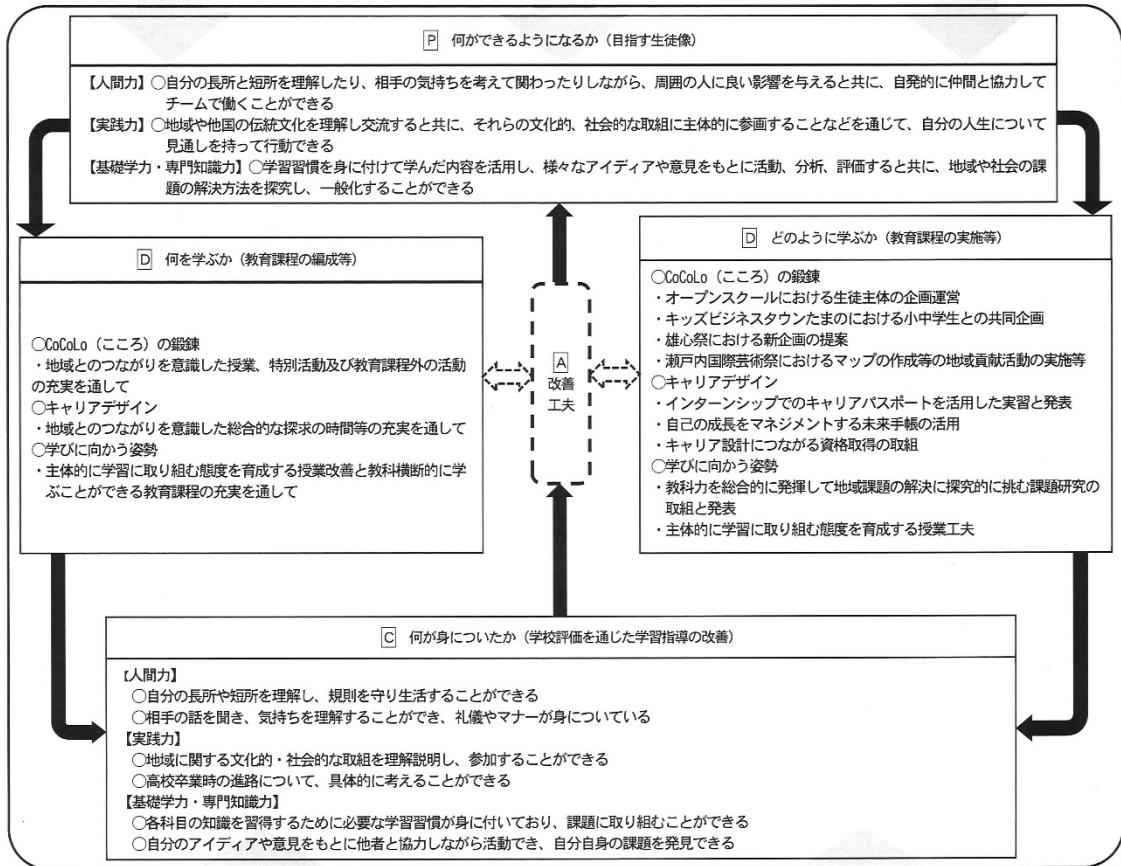 P 何ができるようになるか（目指す生徒像）
【人間力】○自分の長所と短所を理解したり、相手の気持ちを考えて関わったりしながら、周囲の人に良い影響を与えると共に、自発的に仲間と協力して
チームで働くことができる
【実践力】○地域や他国の伝統文化を理解し交流すると共に、それらの文化的、社会的な取組に主体的に参画することなどを通じて、自分の人生について
見通しを持って行動できる
【基礎学力・専門知識力】○学習習慣を身に付けて学んだ内容を活用し、様々なアイディアや意見をもとに活動、分析、評価すると共に、地域や社会の課
題の解決方法を探究し、一般化することができる
D 何を学ぶか（教育課程の編成等）
○CoCoLo（こころ）の鍛錬
・地域とのつながりを意識した授業、特別活動及び教育課程外の活動
の充実を通して
○キャリアデザイン
・地域とのつながりを意識した総合的な探求の時間等の充実を通して
○学びに向かう姿勢
・主体的に学習に取り組む態度を育成する授業改善と教科横断的に学
ぶことができる教育課程の充実を通して
A
改善
工夫
D どのように学ぶか（教育課程の実施等）
○CoCoLo（こころ）の鍛錬
・オープンスクールにおける生徒主体の企画運営
・キッズビジネスタウンたまのにおける小中学生との共同企画
・雄心祭における新企画の提案
・瀬戸内国際芸術祭におけるマップの作成等の地域貢献活動の実施等
○キャリアデザイン
・インターンシップでのキャリアパスポートを活用した実習と発表
・自己の成長をマネジメントする未来手帳の活用
・キャリア設計につながる資格取得の取組
○学びに向かう姿勢
・教科力を総合的に発揮して地域課題の解決に探究的に挑む課題研究の
取組と発表
・主体的に学習に取り組む態度を育成する授業工夫
C 何が身についたか（学校評価を通じた学習指導の改善）
【人間力】
○自分の長所や短所を理解し、規則を守り生活することができる
○相手の話を聞き、気持ちを理解することができ、礼儀やマナーが身についている
【実践力】
○地域に関する文化的・社会的な取組を理解説明し、参加することができる
○高校卒業時の進路について、具体的に考えることができる
【基礎学力・専門知識力】
○各科目の知識を習得するために必要な学習習慣が身に付いており、課題に取り組むことができる
○自分のアイディアや意見をもとに他者と協力しながら活動でき、自分自身の課題を発見できる